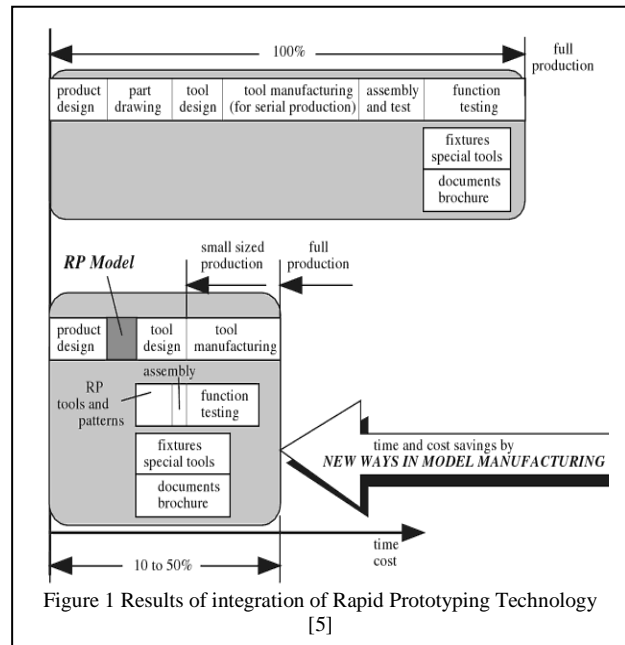 100%
full
production
product
design
part
drawing
tool
design
tool manufacturing
(for serial production)
assembly
and test
function
testing
fixtures
special tools
documents
brochure
small sized
production
full
production
RP Model
product
design
tool
design
tool
manufacturing
assembly
RP
tools and
patterns
function
testing
fixtures
special tools
documents
brochure
time and cost savings by
NEW WAYS IN MODEL MANUFACTURING
time
cost
10 to 50%
Figure 1 Results of integration of Rapid Prototyping Technology
[5]